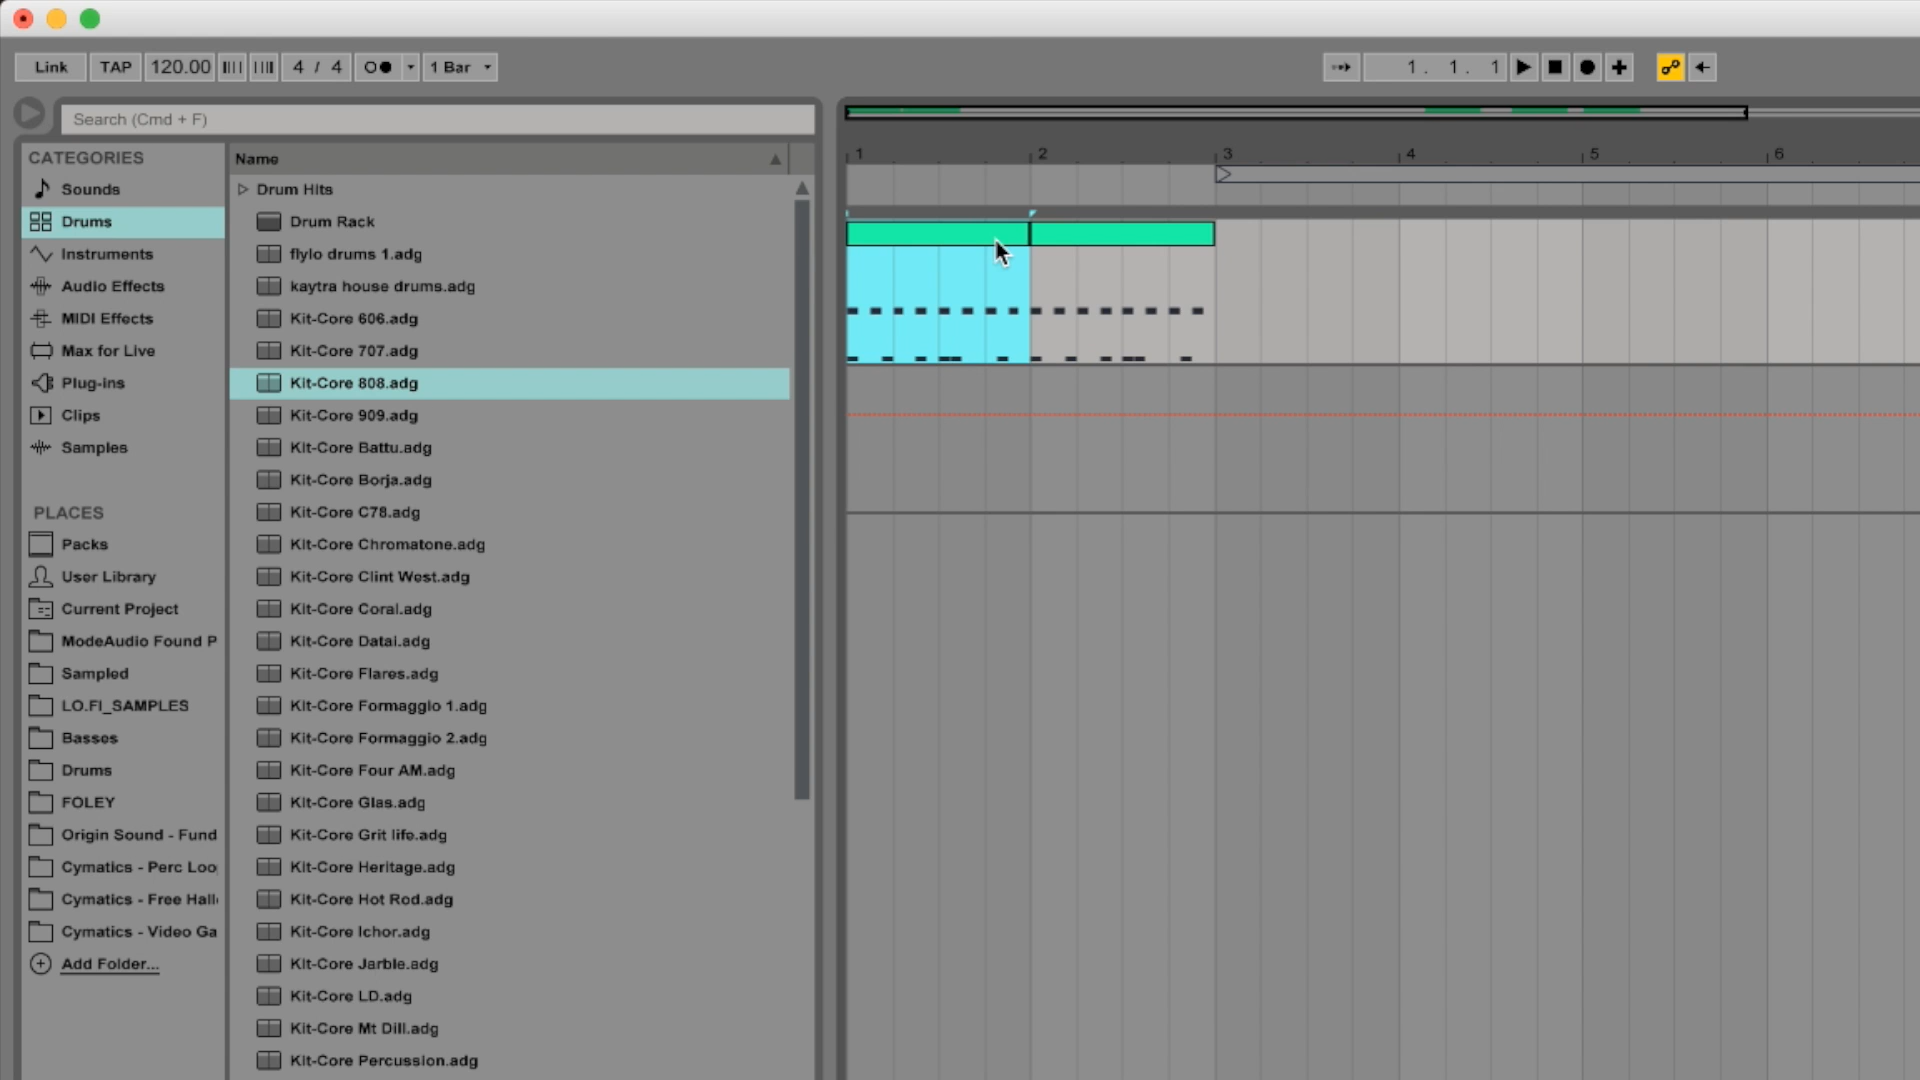 Link TAP 120.00 4 / 4 1 Bar 1. 1. 1
Search (Cmd + F)
CATEGORIES
Sounds
Drums
Instruments
Audio Effects
MIDI Effects
Max for Live
Plug-ins
Clips
Samples
PLACES
Packs
User Library
Current Project
ModeAudio Found P
Sampled
LO.FI_SAMPLES
Basses
Drums
FOLEY
Origin Sound - Fund
Cymatics - Perc Loo
Cymatics - Free Hall
Cymatics - Video Ga
Add Folder...
Name
Drum Hits
Drum Rack
flylo drums 1.adg
kaytra house drums.adg
Kit-Core 606.adg
Kit-Core 707.adg
Kit-Core 808.adg
Kit-Core 909.adg
Kit-Core Battu.adg
Kit-Core Borja.adg
Kit-Core C78.adg
Kit-Core Chromatone.adg
Kit-Core Clint West.adg
Kit-Core Coral.adg
Kit-Core Datai.adg
Kit-Core Flares.adg
Kit-Core Formaggio 1.adg
Kit-Core Formaggio 2.adg
Kit-Core Four AM.adg
Kit-Core Glas.adg
Kit-Core Grit life.adg
Kit-Core Heritage.adg
Kit-Core Hot Rod.adg
Kit-Core Ichor.adg
Kit-Core Jarble.adg
Kit-Core LD.adg
Kit-Core Mt Dill.adg
Kit-Core Percussion.adg
1 2 3 4 5 6